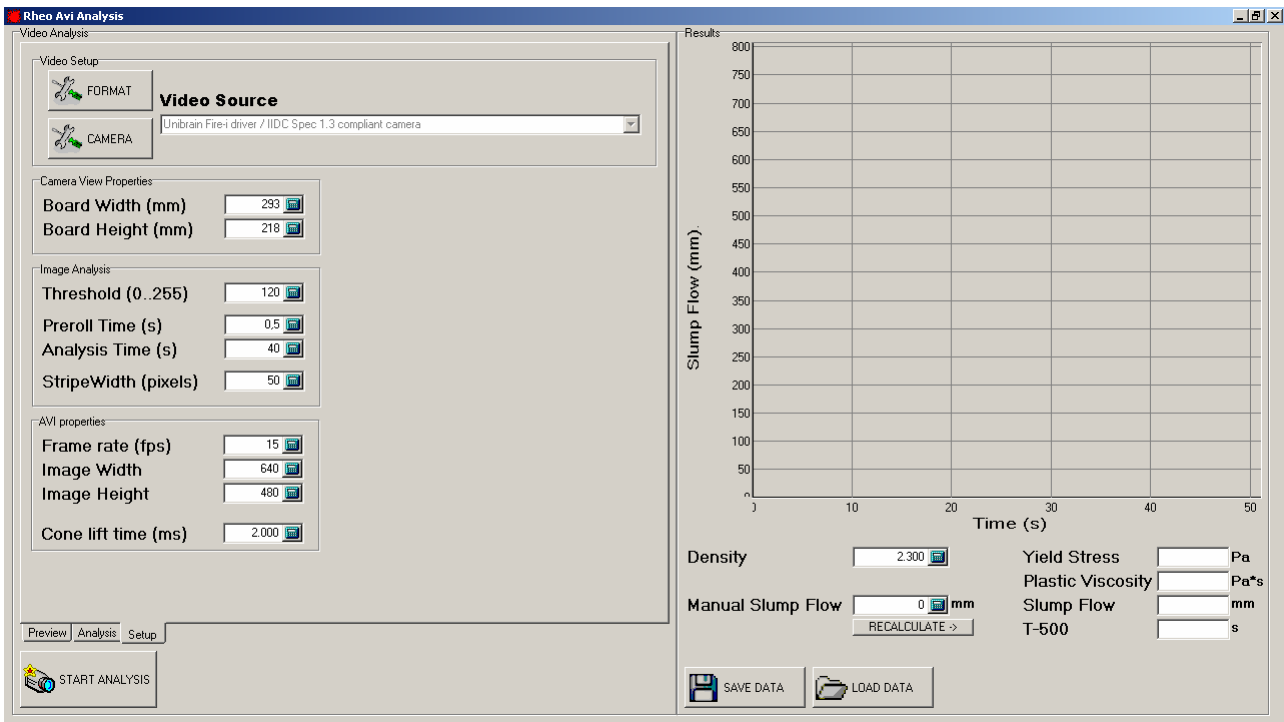 Rheo Avi Analysis
Video Analysis
Video Setup
FORMAT
Video Source
Unibrain Fire-i driver / IIDC Spec 1.3 compliant camera
CAMERA
Camera View Properties
Board Width (mm) 293
Board Height (mm) 218
Image Analysis
Threshold (0..255) 120
Preroll Time (s) 0,5
Analysis Time (s) 40
StripeWidth (pixels) 50
AVI properties
Frame rate (fps) 15
Image Width 640
Image Height 480
Cone lift time (ms) 2.000
Preview Analysis Setup
START ANALYSIS
Results
800
750
700
650
600
550
500
450
400
350
300
250
200
150
100
50
Slump Flow (mm).
10 20 30 40 50
Time (s)
Density 2.300
Yield Stress Pa
Plastic Viscosity Pa*s
Manual Slump Flow 0 mm
Slump Flow mm
RECALCULATE ->
T-500 s
SAVE DATA LOAD DATA